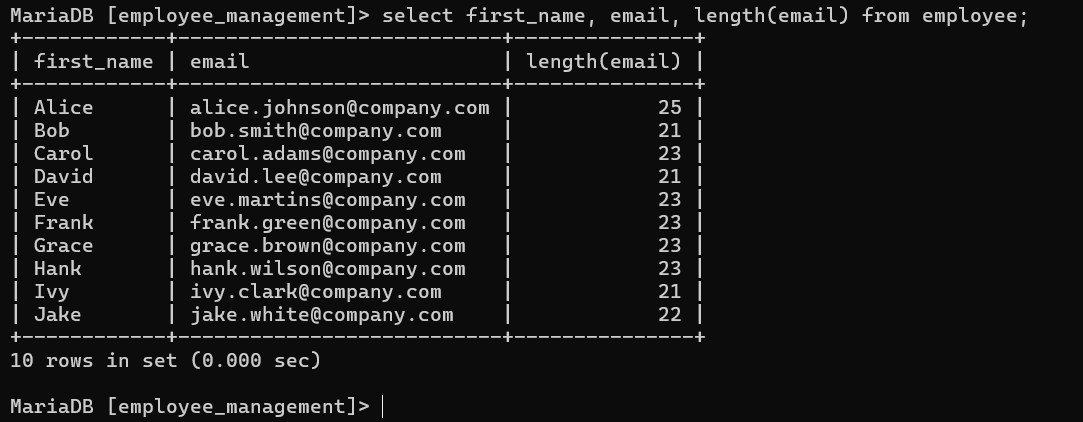 MariaDB [employee_management]> select first_name, email, length(email) from employee;
+------------+---------------------------+---------------+
| first_name | email                     | length(email) |
+------------+---------------------------+---------------+
| Alice      | alice.johnson@company.com |            25 |
| Bob        | bob.smith@company.com     |            21 |
| Carol      | carol.adams@company.com   |            23 |
| David      | david.lee@company.com     |            21 |
| Eve        | eve.martins@company.com   |            23 |
| Frank      | frank.green@company.com   |            23 |
| Grace      | grace.brown@company.com   |            23 |
| Hank       | hank.wilson@company.com   |            23 |
| Ivy        | ivy.clark@company.com     |            21 |
| Jake       | jake.white@company.com    |            22 |
+------------+---------------------------+---------------+
10 rows in set (0.000 sec)
MariaDB [employee_management]>